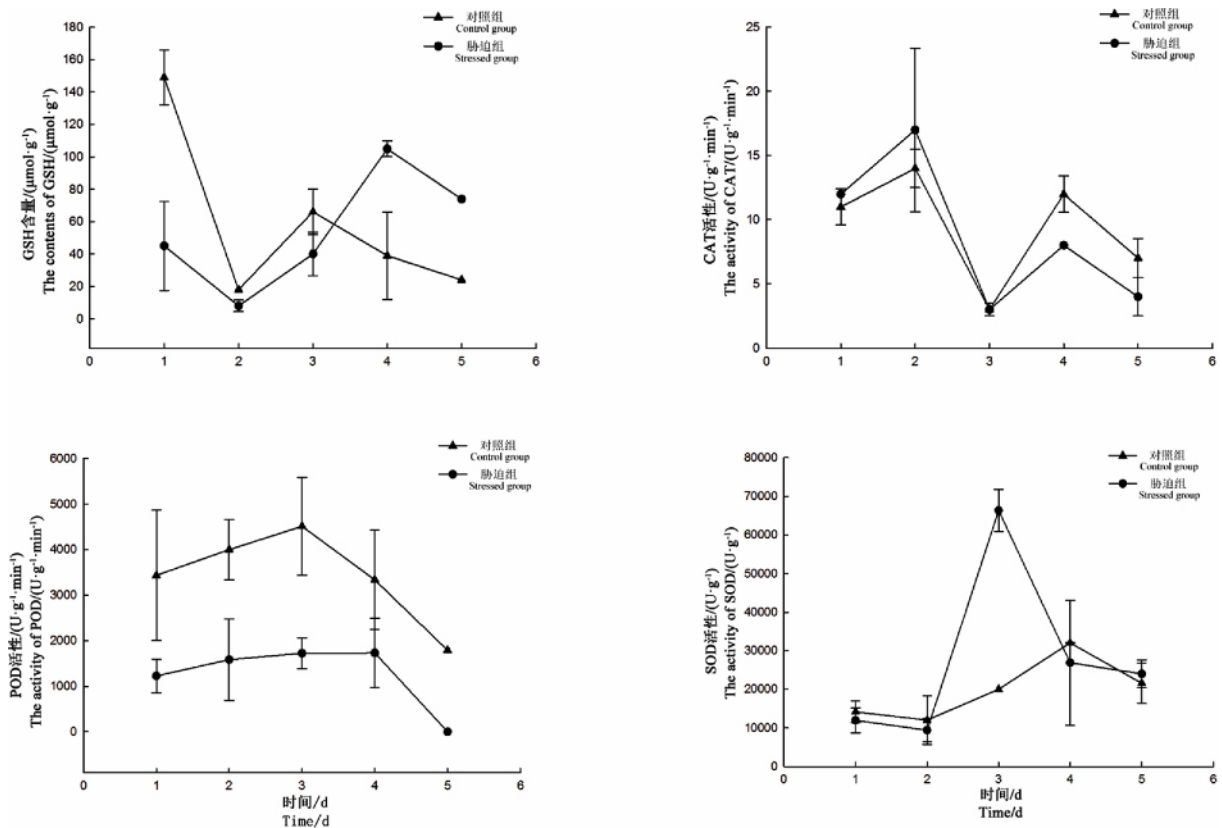 对照组
Control group
胁迫组
Stressed group
GSH含量/(μmol·g⁻¹)
The contents of GSH/(μmol·g⁻¹)
180
160
140
120
100
80
60
40
20
0
0 1 2 3 4 5 6
对照组
Control group
胁迫组
Stressed group
CAT活性/(U·g⁻¹·min⁻¹)
The activity of CAT/(U·g⁻¹·min⁻¹)
25
20
15
10
5
0
0 1 2 3 4 5 6
对照组
Control group
胁迫组
Stressed group
POD活性/(U·g⁻¹·min⁻¹)
The activity of POD/(U·g⁻¹·min⁻¹)
6000
5000
4000
3000
2000
1000
0
0 1 2 3 4 5 6
时间/d
Time/d
对照组
Control group
胁迫组
Stressed group
SOD活性/(U·g⁻¹)
The activity of SOD/(U·g⁻¹)
80000
70000
60000
50000
40000
30000
20000
10000
0
0 1 2 3 4 5 6
时间/d
Time/d